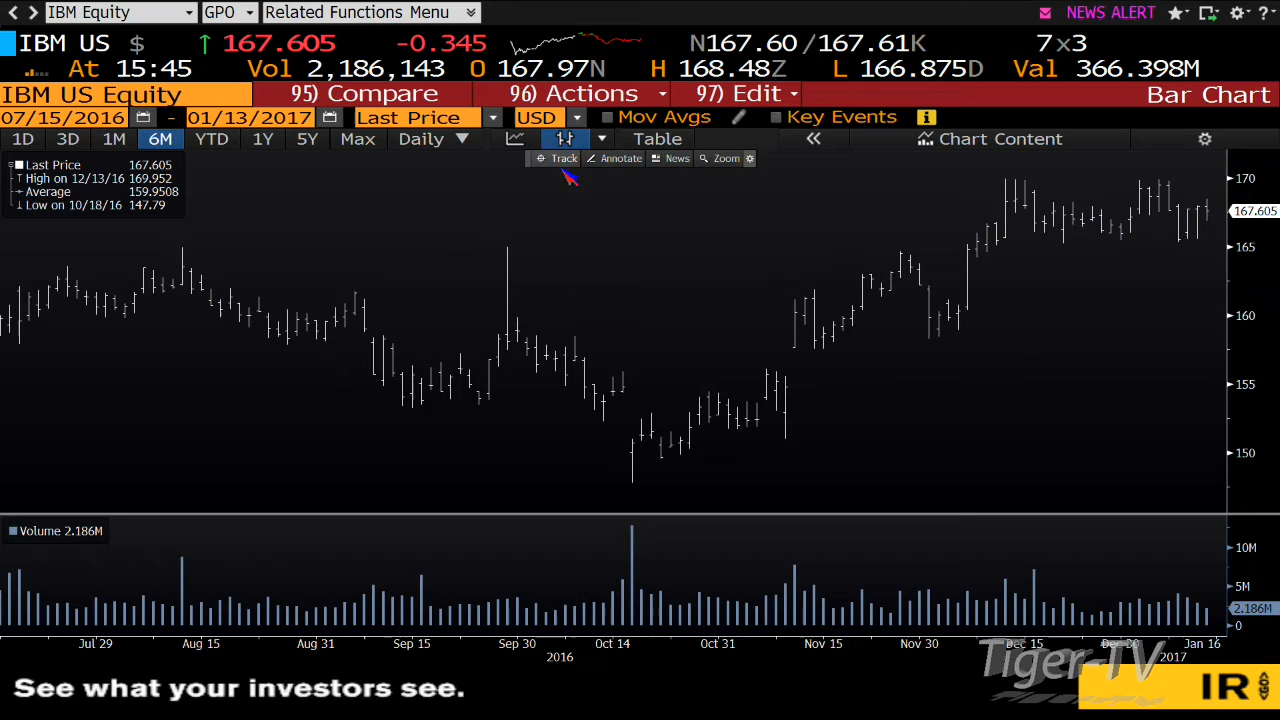 IBM Equity GPO Related Functions Menu NEWS ALERT ?
IBM US $ ↑ 167.605 -0.345 N167.60 /167.61K 7x3
At 15:45 Vol 2,186,143 O 167.97N H 168.48Z L 166.875D Val 366.398M
IBM US Equity 95) Compare 96) Actions 97) Edit Bar Chart
07/15/2016 - 01/13/2017 Last Price USD Mov Avgs Key Events i
1D 3D 1M 6M YTD 1Y 5Y Max Daily Table « Chart Content
Track Annotate News Zoom
Last Price 167.605
High on 12/13/16 169.952
Average 159.9508
Low on 10/18/16 147.79
170
167.605
165
160
155
150
Volume 2.186M
10M
5M
2.186M
0
Jul 29 Aug 15 Aug 31 Sep 15 Sep 30 Oct 14 Oct 31 Nov 15 Nov 30 Dec 15 Dec 30 Jan 16
2016 2017
Tiger-TV
See what your investors see.
IR